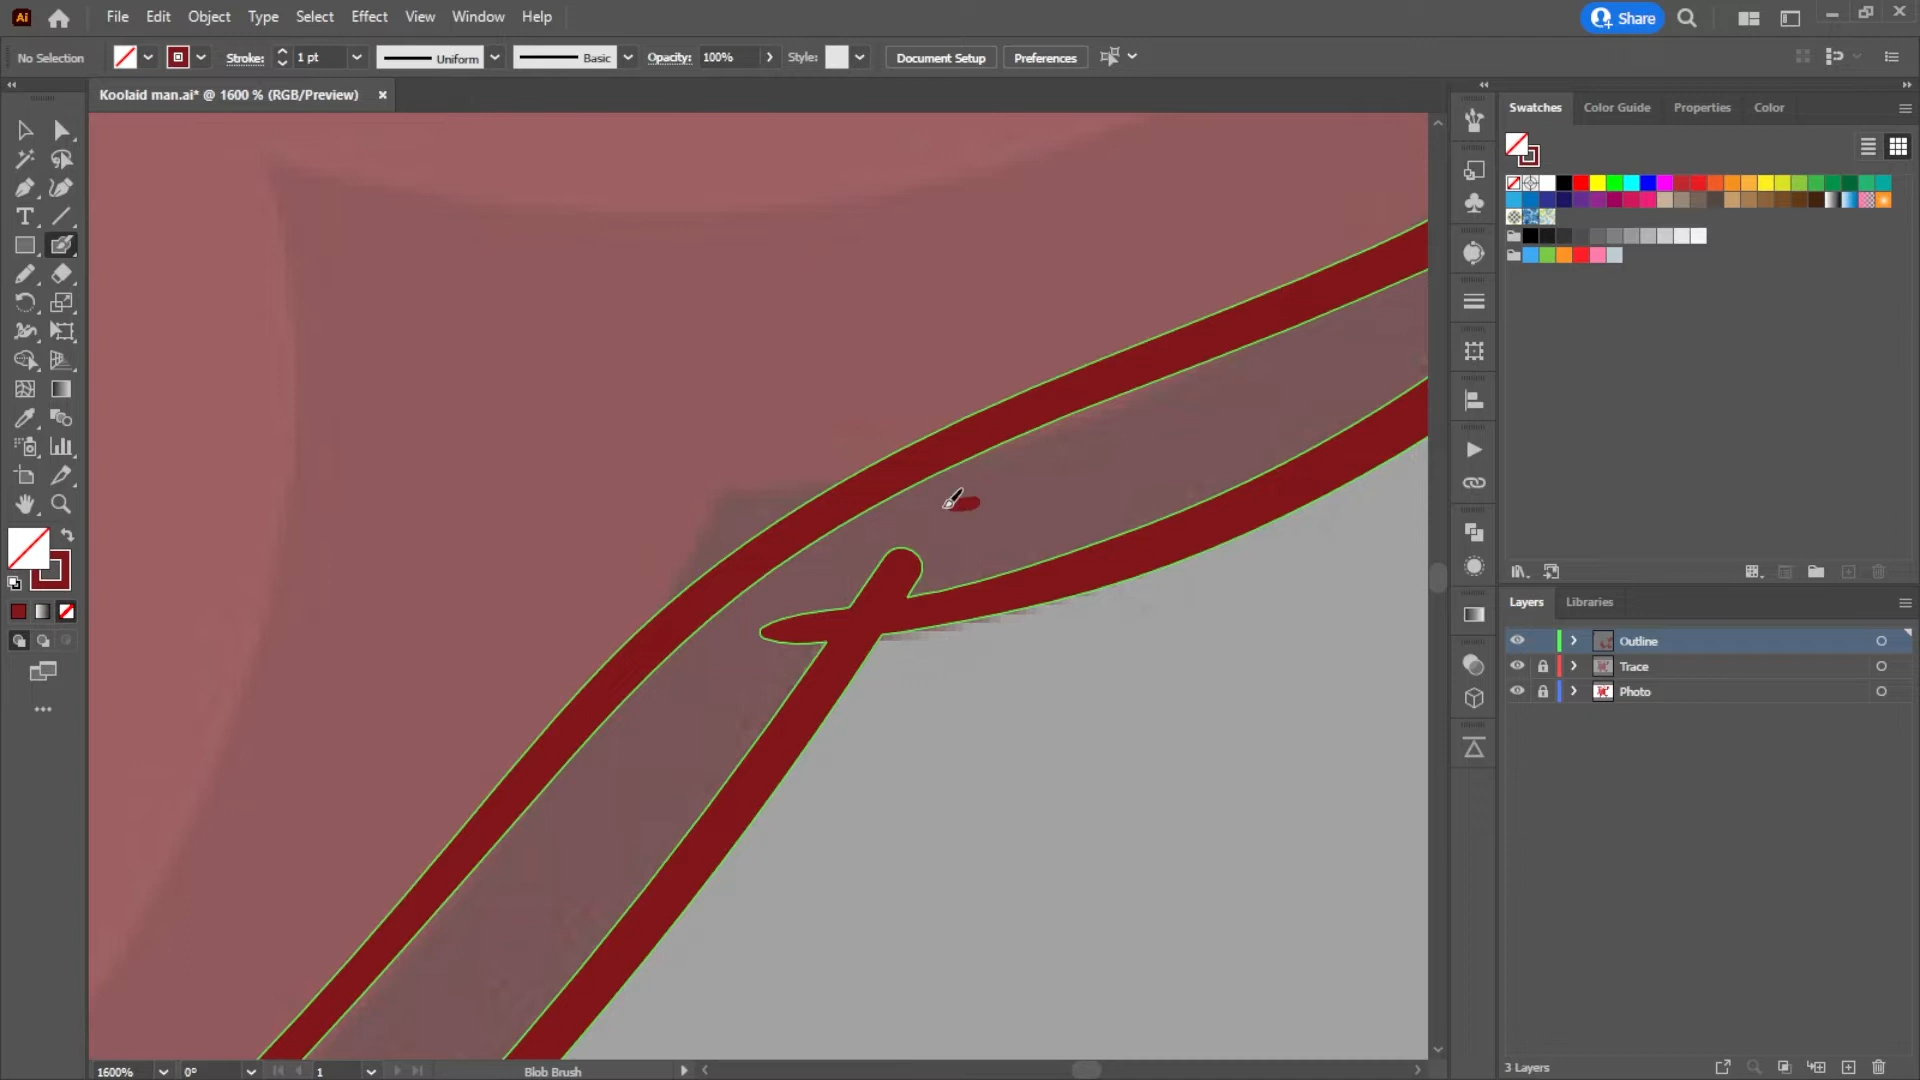 Ai File Edit Object Type Select Effect View Window Help Share
No Selection Stroke: 1 pt Uniform Basic Opacity: 100% Style: Document Setup Preferences
Koolaid man.ai* @ 1600 % (RGB/Preview) ×
Swatches Color Guide Properties Color
Layers Libraries
Outline
Trace
Photo
3 Layers
1600% 0° 1 Blob Brush